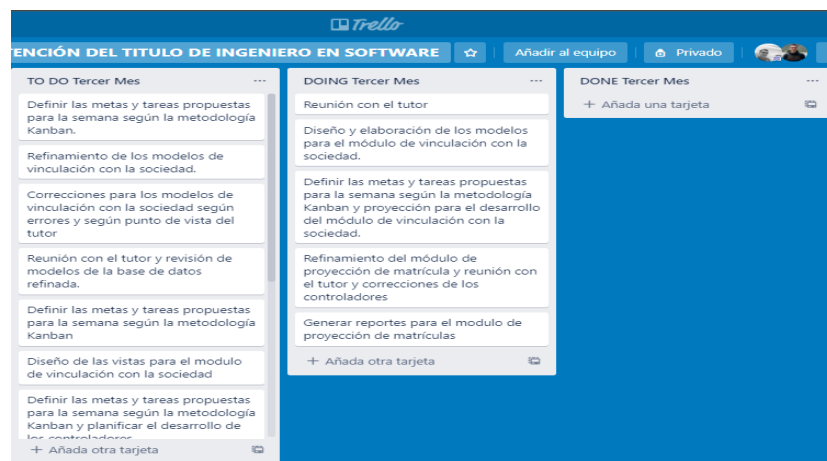 Trello
ENCIÓN DEL TITULO DE INGENIERO EN SOFTWARE
Añadir al equipo
Privado
TO DO Tercer Mes
Definir las metas y tareas propuestas
para la semana según la metodología
Kanban.
Refinamiento de los modelos de
vinculación con la sociedad.
Correcciones para los modelos de
vinculación con la sociedad según
errores y según punto de vista del
tutor
Reunión con el tutor y revisión de
modelos de la base de datos
refinada.
Definir las metas y tareas propuestas
para la semana según la metodología
Kanban
Diseño de las vistas para el modulo
de vinculación con la sociedad
Definir las metas y tareas propuestas
para la semana según la metodología
Kanban y planificar el desarrollo de
los controladores
+ Añada otra tarjeta
DOING Tercer Mes
Reunión con el tutor
Diseño y elaboración de los modelos
para el módulo de vinculación con la
sociedad.
Definir las metas y tareas propuestas
para la semana según la metodología
Kanban y proyección para el desarrollo
del módulo de vinculación con la
sociedad.
Refinamiento del módulo de
proyección de matrícula y reunión con
el tutor y correcciones de los
controladores
Generar reportes para el modulo de
proyección de matrículas
+ Añada otra tarjeta
DONE Tercer Mes
+ Añada una tarjeta